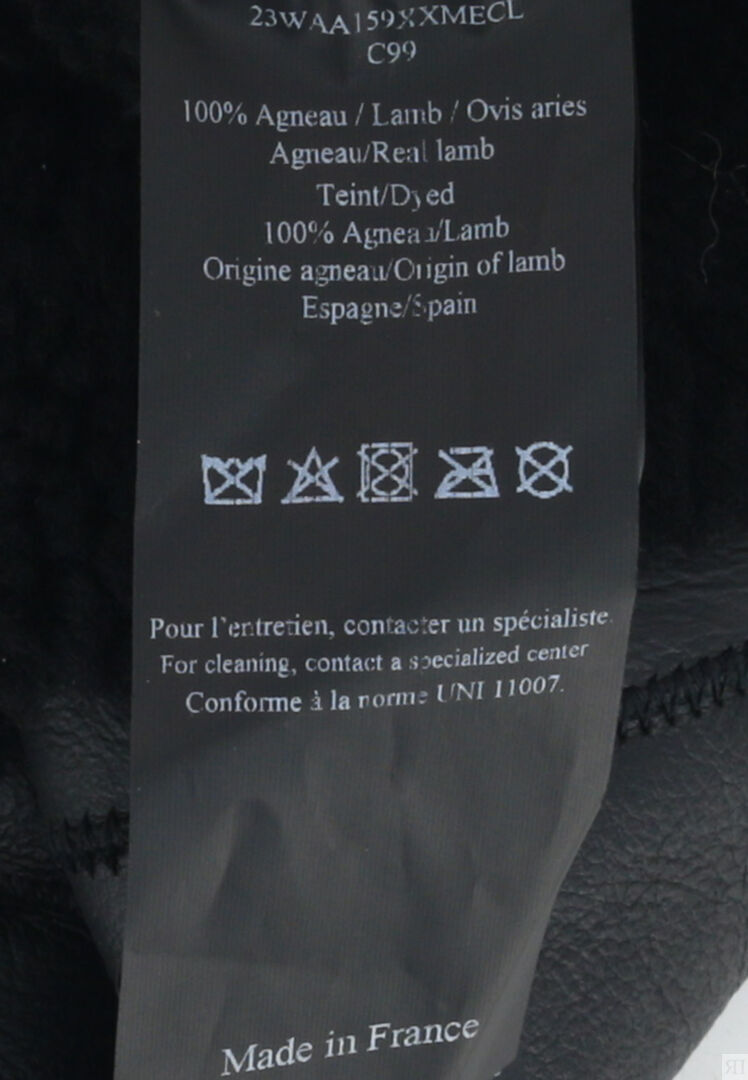 23WAA159XXMECL
C99
100% Agneau / Lamb / Ovis aries
Agneau/Real lamb
Teint/Dyed
100% Agneau/Lamb
Origine agneau/Origin of lamb
Espagne/Spain
Pour l'entretien, contacter un spécialiste.
For cleaning, contact a specialized center
Conforme à la norme UNI 11007.
Made in France